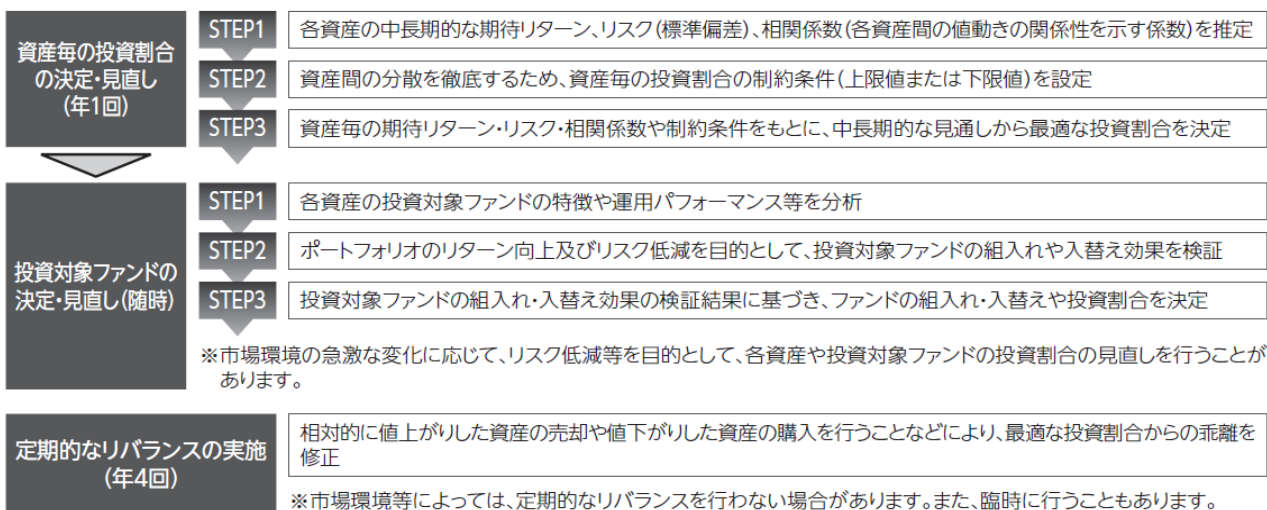 資産毎の投資割合
の決定・見直し
(年1回)
STEP1
各資産の中長期的な期待リターン、リスク(標準偏差)、相関係数(各資産間の値動きの関係性を示す係数)を推定
STEP2
資産間の分散を徹底するため、資産毎の投資割合の制約条件(上限値または下限値)を設定
STEP3
資産毎の期待リターン・リスク・相関係数や制約条件をもとに、中長期的な見通しから最適な投資割合を決定
投資対象ファンドの
決定・見直し(随時)
STEP1
各資産の投資対象ファンドの特徴や運用パフォーマンス等を分析
STEP2
ポートフォリオのリターン向上及びリスク低減を目的として、投資対象ファンドの組入れや入替え効果を検証
STEP3
投資対象ファンドの組入れ・入替え効果の検証結果に基づき、ファンドの組入れ・入替えや投資割合を決定
※市場環境の急激な変化に応じて、リスク低減等を目的として、各資産や投資対象ファンドの投資割合の見直しを行うことが
あります。
定期的なリバランスの実施
(年4回)
相対的に値上がりした資産の売却や値下がりした資産の購入を行うことなどにより、最適な投資割合からの乖離を
修正
※市場環境等によっては、定期的なリバランスを行わない場合があります。また、臨時に行うこともあります。